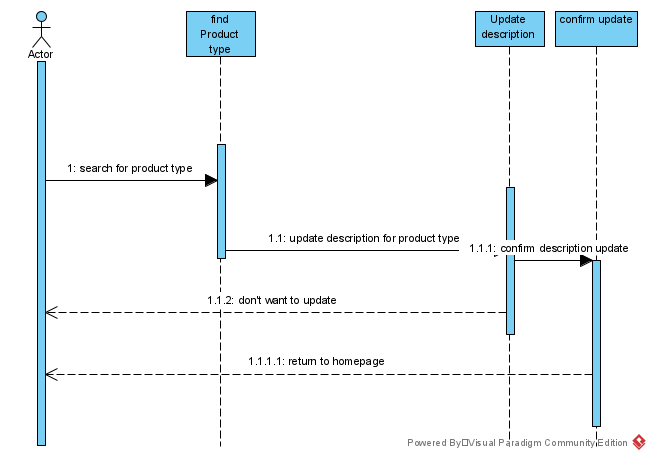 Actor
find
Product
type
Update
description
confirm update
1: search for product type
1.1: update description for product type
1.1.1: confirm description update
1.1.2: don't want to update
1.1.1.1: return to homepage
Powered By□Visual Paradigm Community Edition